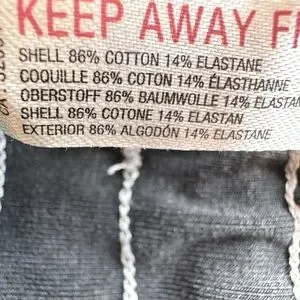 KEEP AWAY F
SHELL 86% COTTON 14% ELASTANE
COQUILLE 86% COTON 14% ÉLASTHANNE
OBERSTOFF 86% BAUMWOLLE 14% ELASTAN
SHELL 86% COTONE 14% ELASTAN
EXTERIOR 86% ALGODÓN 14% ELASTANE